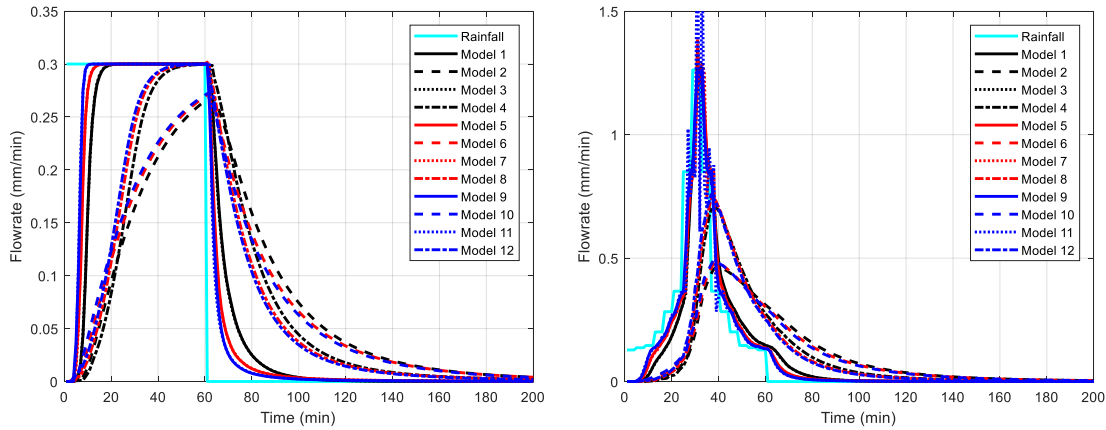 0.35
0.3
0.25
0.2
0.15
0.1
0.05
0
Flowrate (mm/min)
0 20 40 60 80 100 120 140 160 180 200
Time (min)
Rainfall
Model 1
Model 2
Model 3
Model 4
Model 5
Model 6
Model 7
Model 8
Model 9
Model 10
Model 11
Model 12
1.5
1
0.5
0
Flowrate (mm/min)
0 20 40 60 80 100 120 140 160 180 200
Time (min)
Rainfall
Model 1
Model 2
Model 3
Model 4
Model 5
Model 6
Model 7
Model 8
Model 9
Model 10
Model 11
Model 12